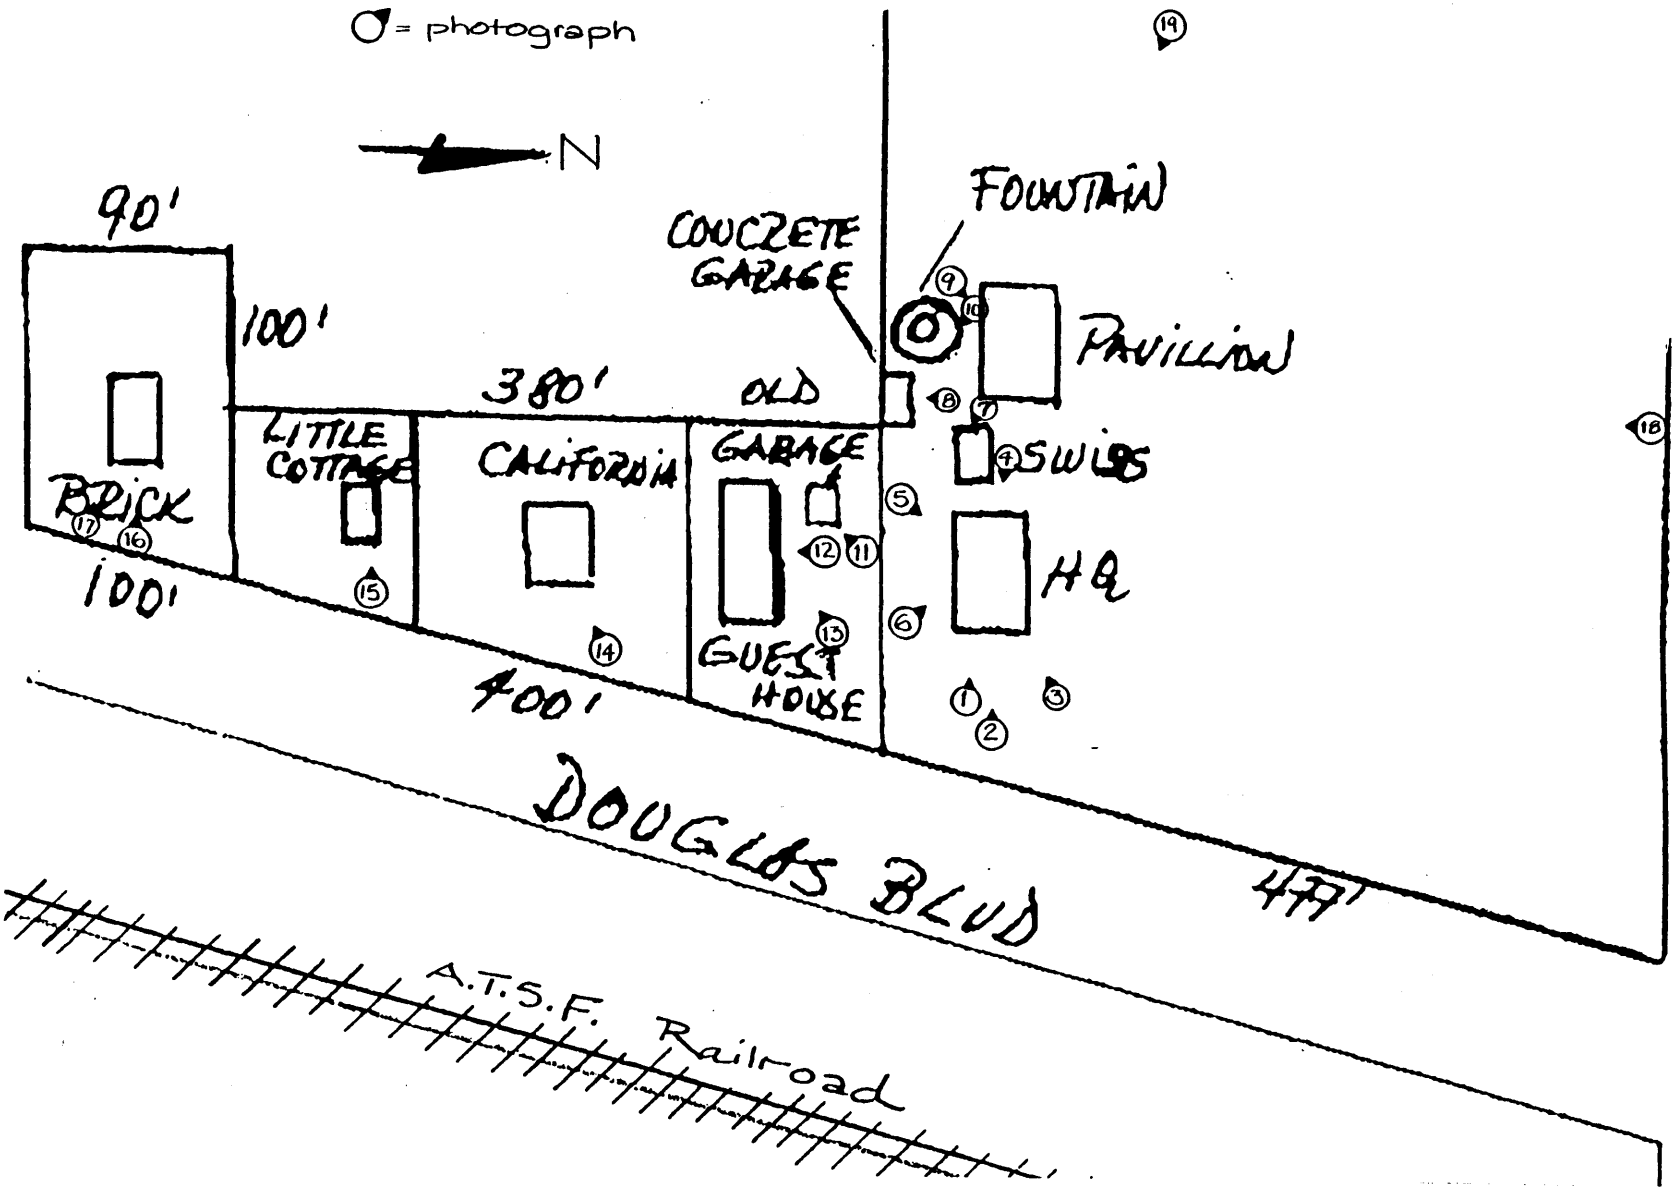 = photograph
19
N
FOUNTAIN
90'
CONCRETE
GARAGE
9
10
100'
PAVILLION
380'
OLD
8
7
18
LITTLE
COTTAGE
CALIFORNIA
GARAGE
4
SWISS
BRICK
5
17
16
12
11
HQ
100'
15
6
13
14
GUEST
HOUSE
1
3
2
400'
DOUGLAS BLVD
477'
A.T.S.F. Railroad